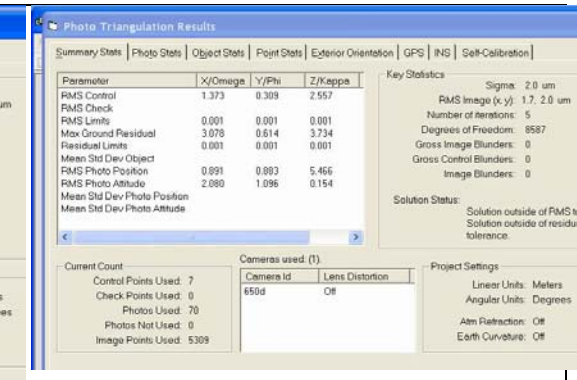 Photo Triangulation Results
Summary Stats Photo Stats Object Stats Point Stats Exterior Orientation GPS INS Self-Calibration
Parameter X/Omega Y/Phi Z/Kappa
RMS Control 1.373 0.309 2.557
RMS Check
RMS Limits 0.001 0.001 0.001
Max Ground Residual 3.078 0.614 3.734
Residual Limits 0.001 0.001 0.001
Mean Std Dev Object
RMS Photo Position 0.891 0.883 5.466
RMS Photo Attitude 2.080 1.096 0.154
Mean Std Dev Photo Position
Mean Std Dev Photo Attitude
Key Statistics
Sigma: 2.0 um
RMS Image (x, y): 1.7, 2.0 um
Number of iterations: 5
Degrees of Freedom: 8587
Gross Image Blunders: 0
Gross Control Blunders: 0
Image Blunders: 0
Solution Status:
Solution outside of RMS
Solution outside of
tolerance.
Current Count
Control Points Used: 7
Check Points Used: 0
Photos Used: 70
Photos Not Used: 0
Image Points Used: 5309
Cameras used: (1).
Camera Id Lens Distortion
650d Off
Project Settings
Linear Units: Meters
Angular Units: Degrees
Atm Refraction: Off
Earth Curvature: Off
um